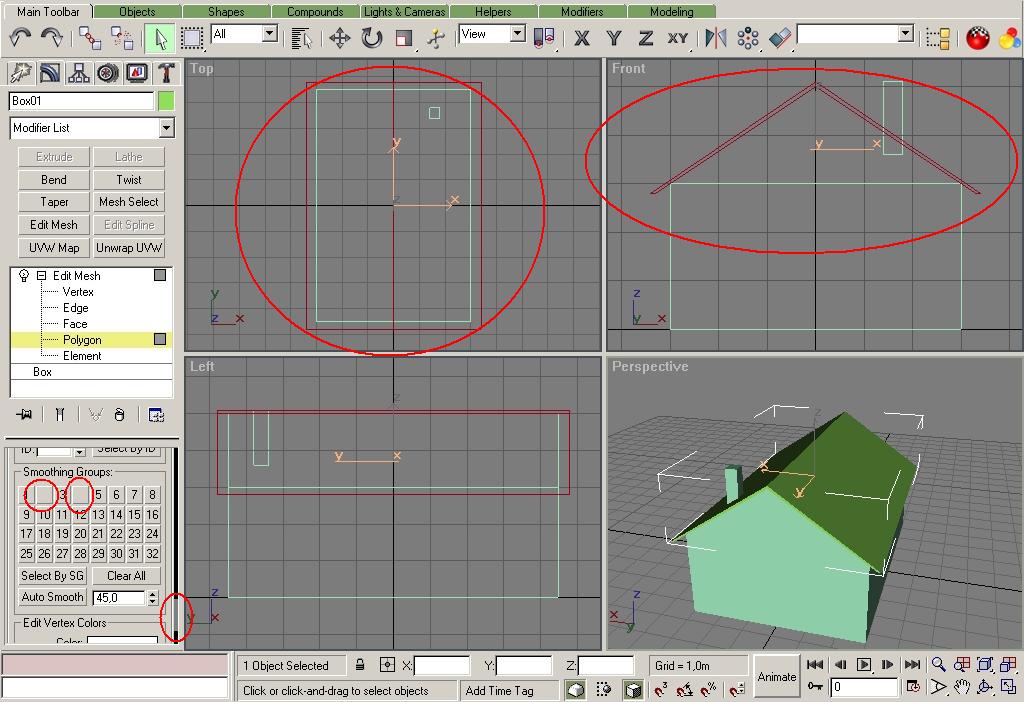 Main Toolbar Objects Shapes Compounds Lights & Cameras Helpers Modifiers Modeling
All View X Y Z XY
Box01
Modifier List
Extrude Lathe
Bend Twist
Taper Mesh Select
Edit Mesh Edit Spline
UVW Map Unwrap UVW
Edit Mesh
Vertex
Edge
Face
Polygon
Element
Box
ID: Select By ID
Smoothing Groups:
3 5 6 7 8
9 10 11 12 13 14 15 16
17 18 19 20 21 22 23 24
25 26 27 28 29 30 31 32
Select By SG Clear All
Auto Smooth 45,0
Edit Vertex Colors
Color:
Top
y
x
z
y
z x
Front
y x
z
y x
Left
z
y x
z
y x
Perspective
z
x
y
z
x
y
1 Object Selected X: Y: Z: Grid = 1,0m
Click or click-and-drag to select objects Add Time Tag
Animate
0